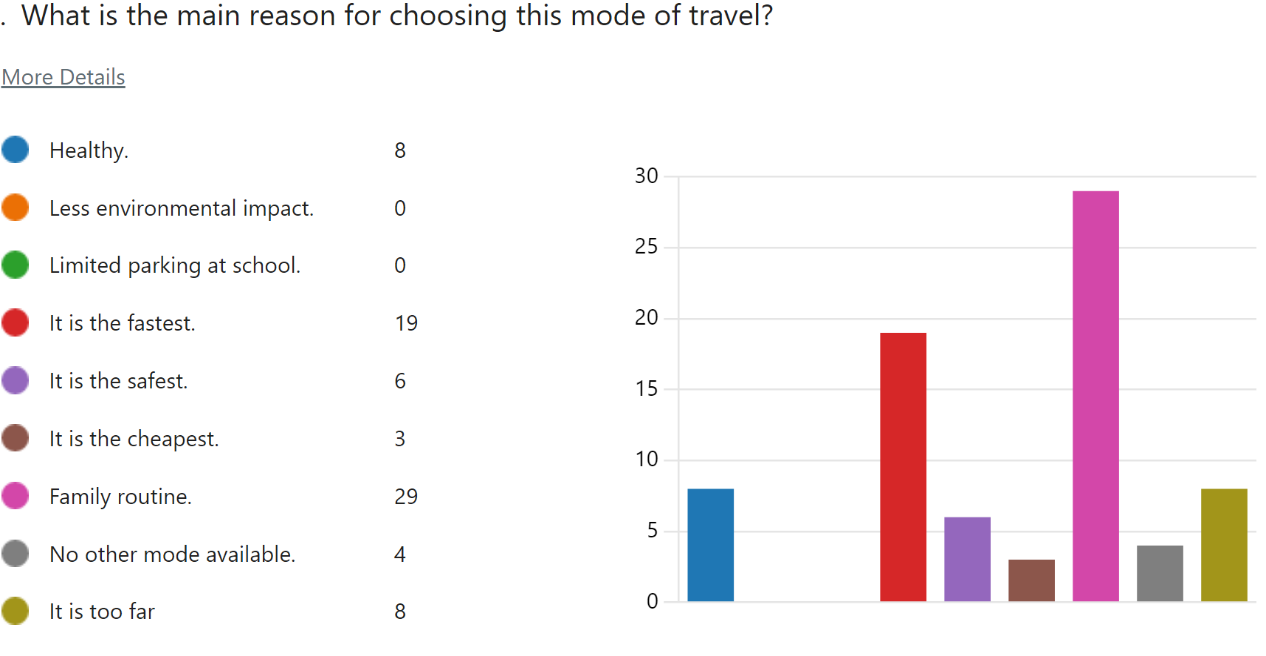 . What is the main reason for choosing this mode of travel?
More Details
Healthy. 8
Less environmental impact. 0
Limited parking at school. 0
It is the fastest. 19
It is the safest. 6
It is the cheapest. 3
Family routine. 29
No other mode available. 4
It is too far 8
30
25
20
15
10
5
0